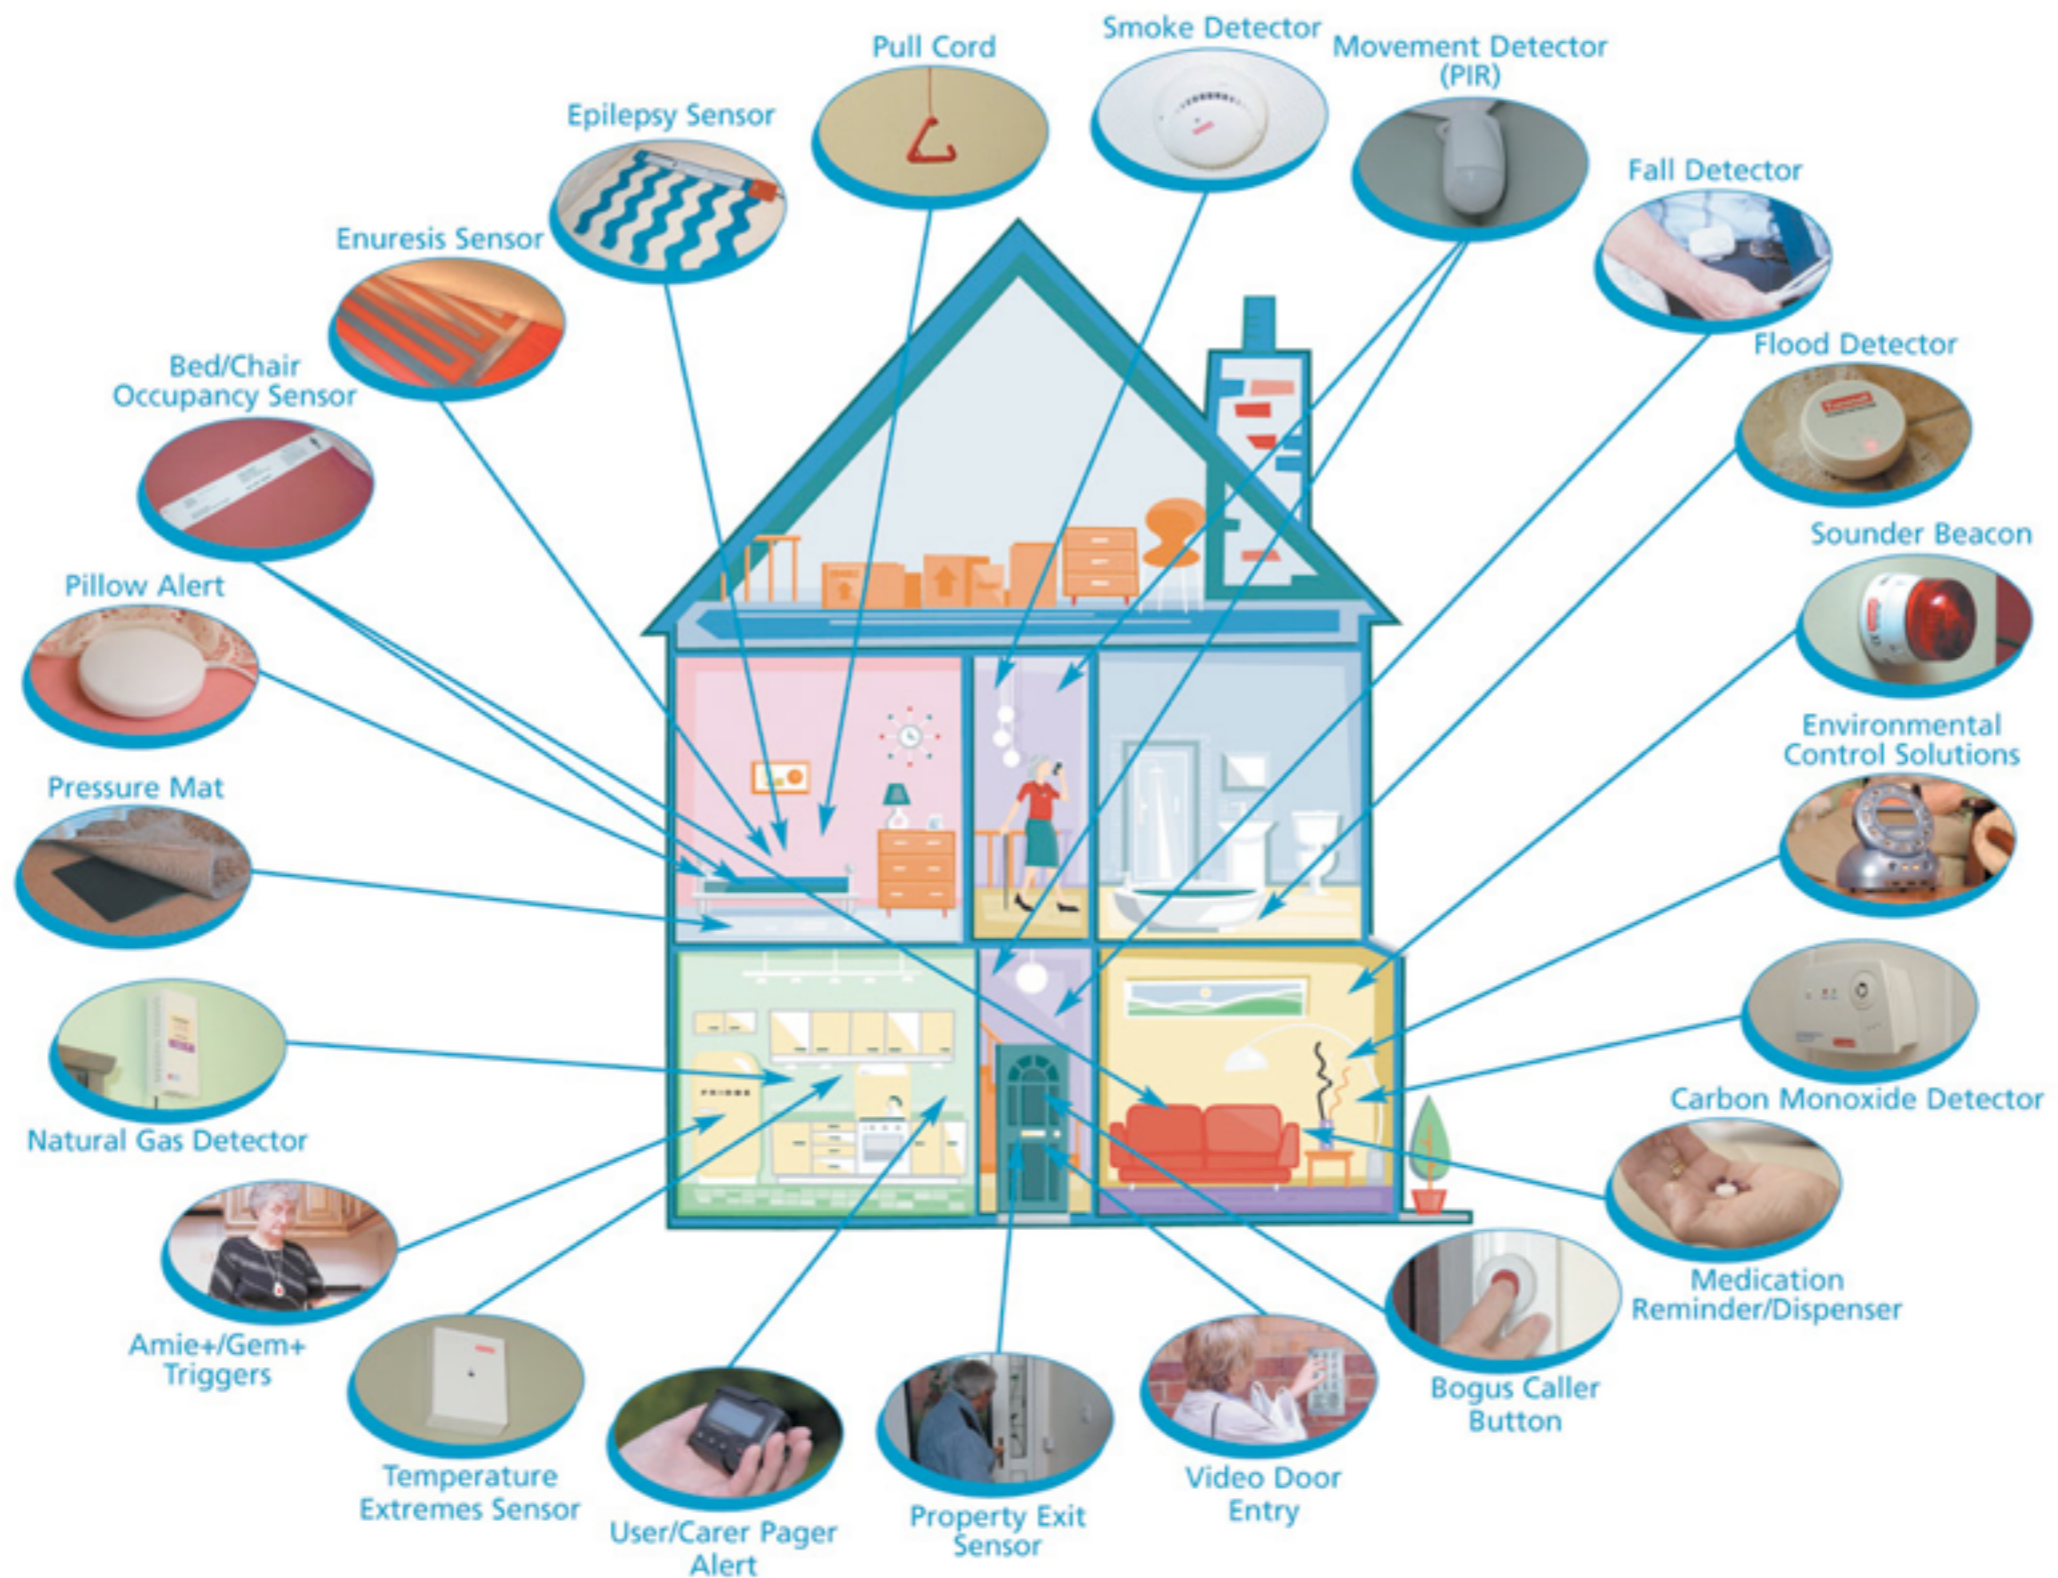 Smoke Detector
Pull Cord
Movement Detector
(PIR)
Epilepsy Sensor
Fall Detector
Enuresis Sensor
Flood Detector
Bed/Chair
Occupancy Sensor
Sounder Beacon
Pillow Alert
Environmental
Control Solutions
Pressure Mat
FRIDGE
Carbon Monoxide Detector
Natural Gas Detector
Medication
Reminder/Dispenser
Amie+/Gem+
Triggers
Bogus Caller
Button
Temperature
Extremes Sensor
Video Door
Entry
Property Exit
Sensor
User/Carer Pager
Alert